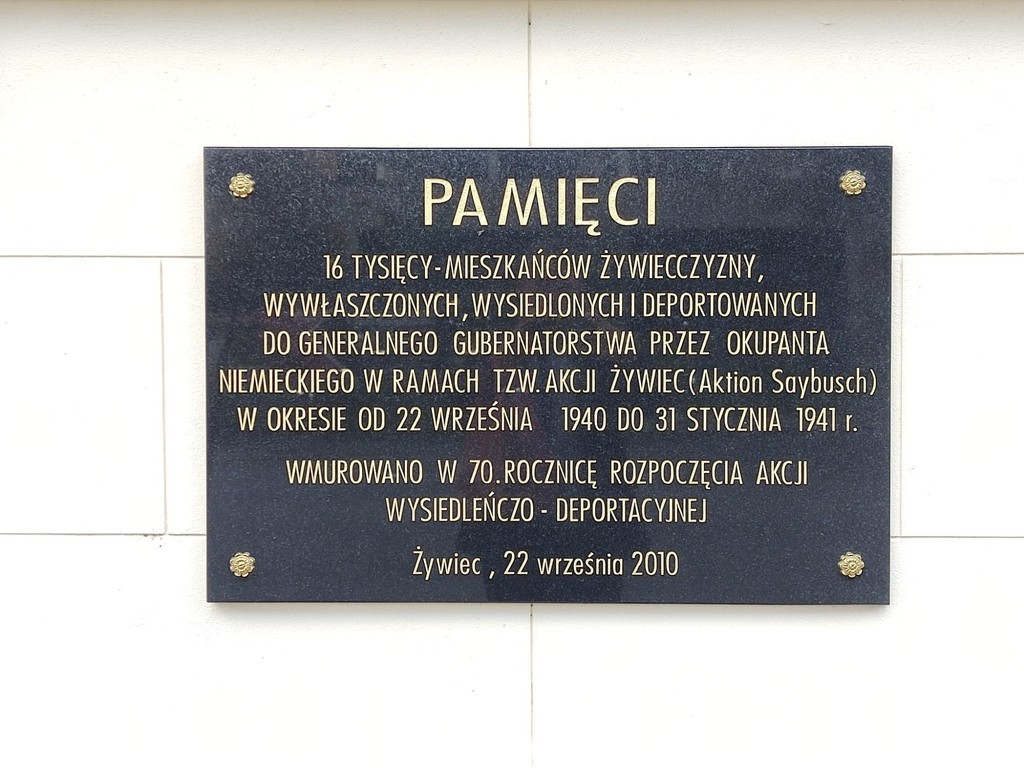 PAMIĘCI
16 TYSIĘCY-MIESZKAŃCÓW ŻYWIECCZYZNY,
WYWŁASZCZONYCH, WYSIEDLONYCH I DEPORTOWANYCH
DO GENERALNEGO GUBERNATORSTWA PRZEZ OKUPANTA
NIEMIECKIEGO W RAMACH TZW. AKCJI ŻYWIEC (Aktion Saybusch)
W OKRESIE OD 22 WRZEŚNIA 1940 DO 31 STYCZNIA 1941 r.
WMUROWANO W 70. ROCZNICĘ ROZPOCZĘCIA AKCJI
WYSIEDLEŃCZO - DEPORTACYJNEJ
Żywiec , 22 września 2010